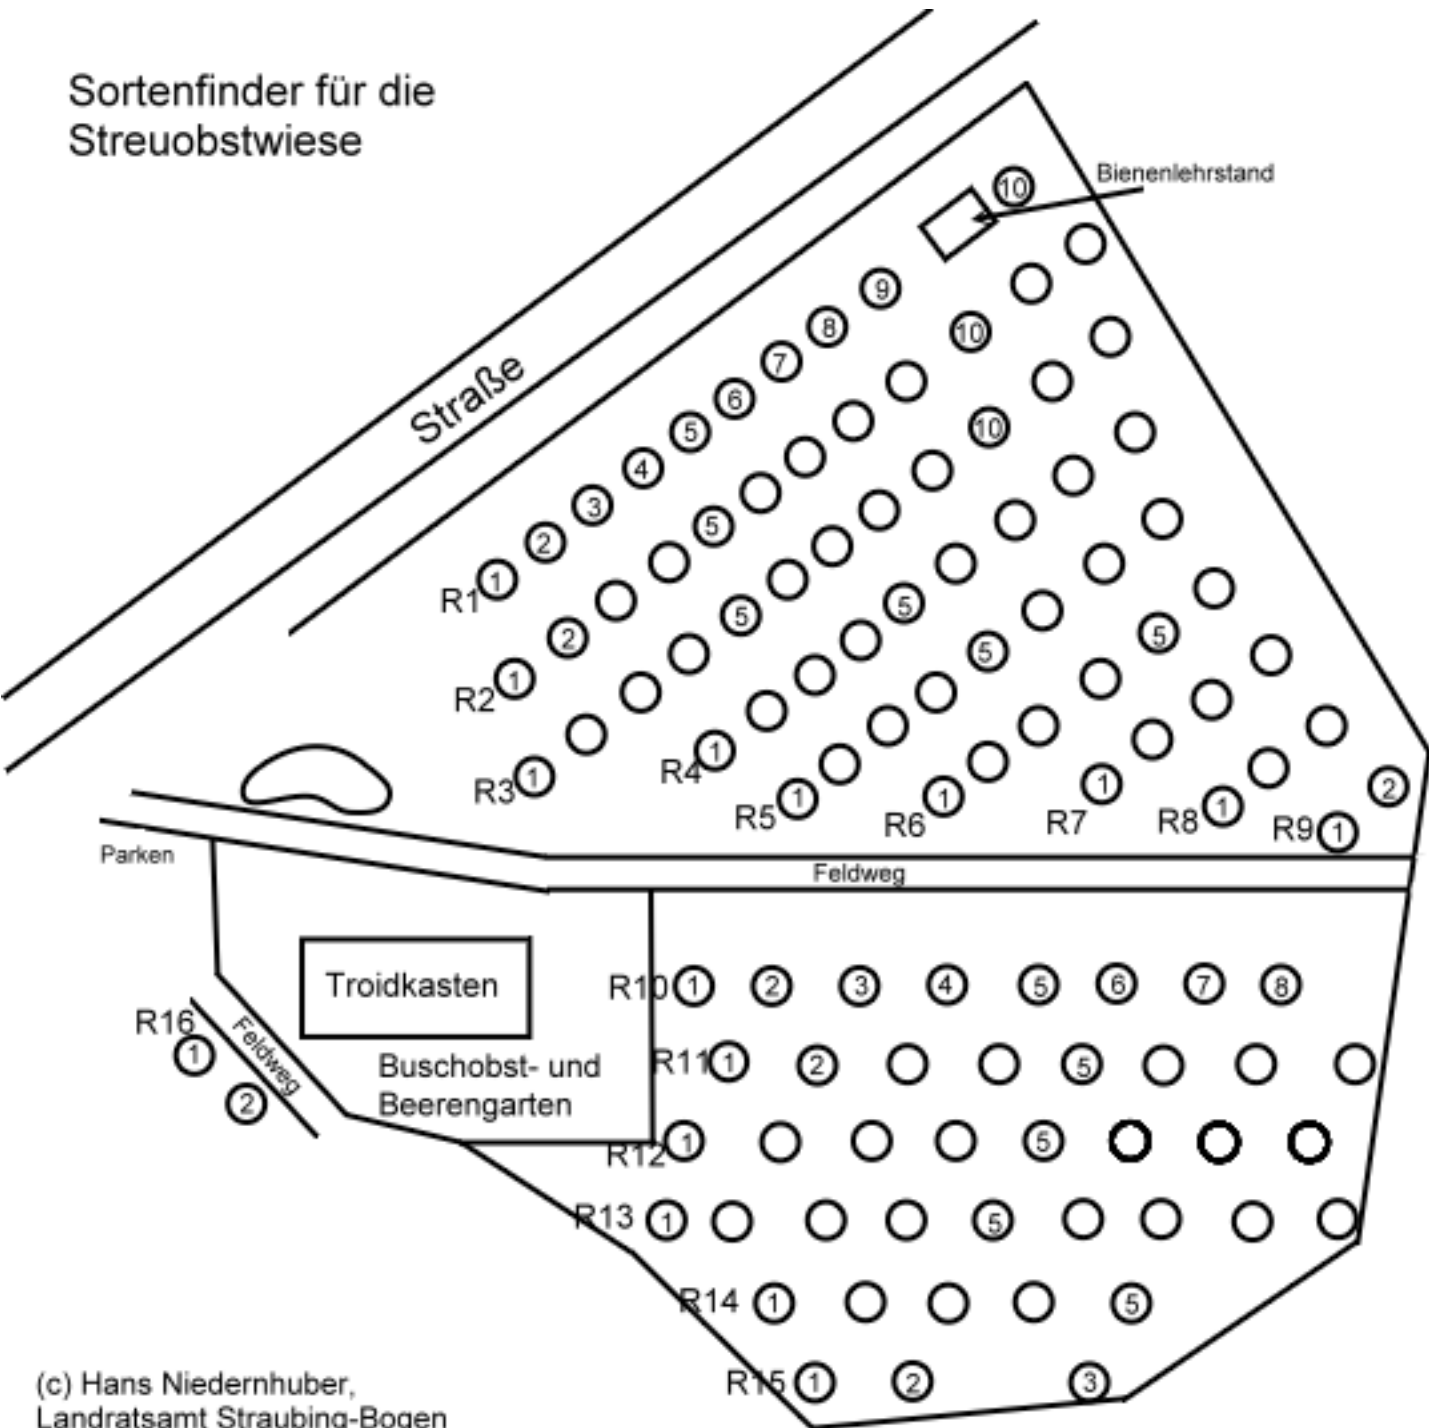 Sortenfinder für die
Streuobstwiese
Bienenlehrstand
10
9
10
8
7
6
Straße
5
10
4
3
5
2
R1 1
5
5
2
5
5
R2 1
R3 1
R4 1
R5 1
R6 1
R7 1
R8 1
2
R9 1
Parken
Feldweg
Troidkasten
R10 1 2 3 4 5 6 7 8
R16
1
2
Feldweg
Buschobst- und
Beerengarten
R11 1 2 5
R12 1 5
R13 1 5
R14 1 5
R15 1 2 3
(c) Hans Niedernhuber,
Landratsamt Straubing-Bogen